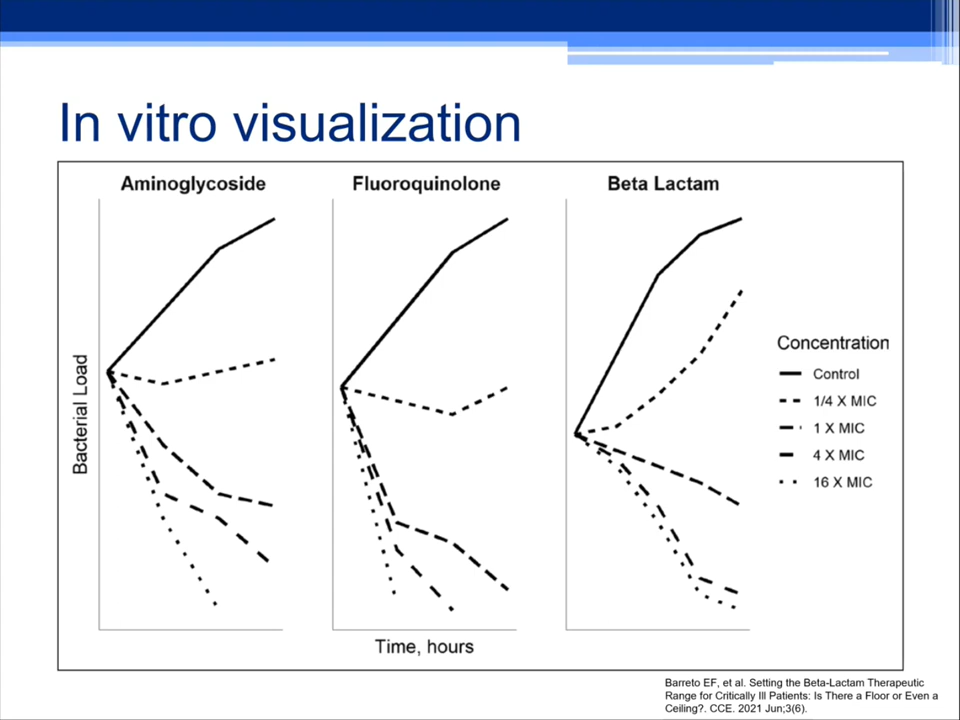 In vitro visualization
Aminoglycoside
Fluoroquinolone
Beta Lactam
Bacterial Load
Concentration
Control
1/4 X MIC
1 X MIC
4 X MIC
16 X MIC
Time, hours
Barreto EF, et al. Setting the Beta-Lactam Therapeutic
Range for Critically Ill Patients: Is There a Floor or Even a
Ceiling?. CCE. 2021 Jun;3(6).